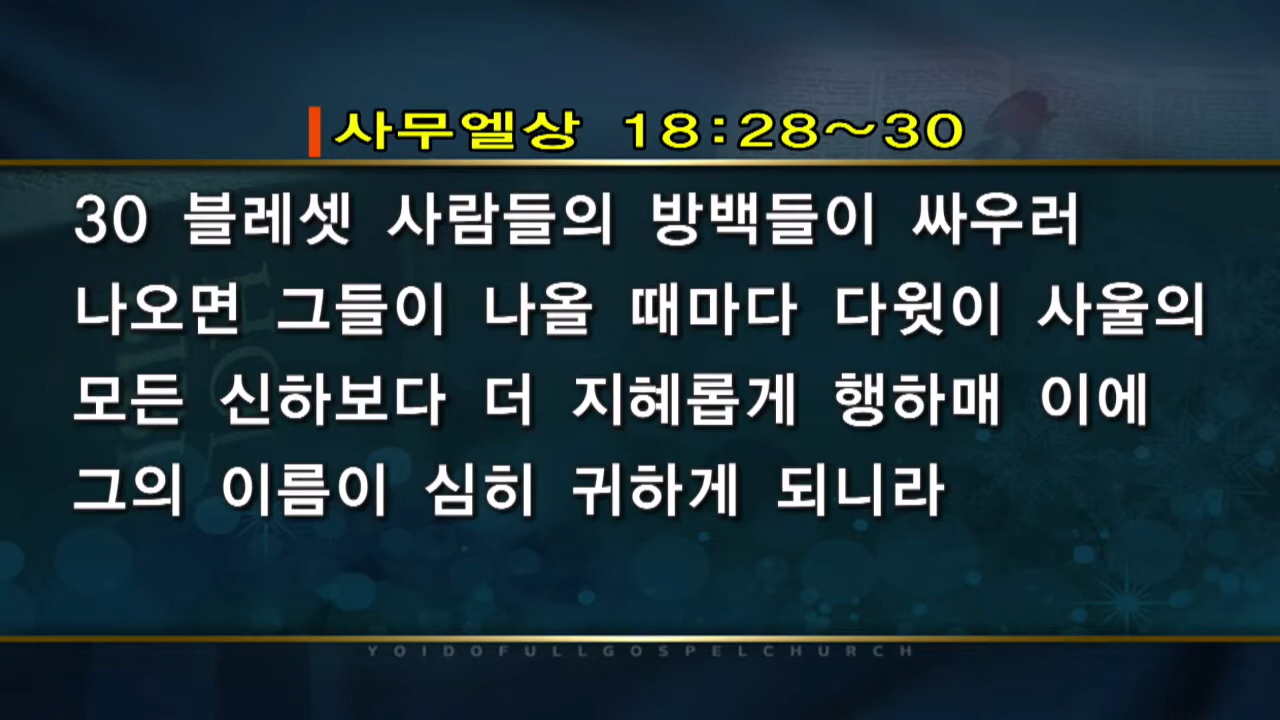 사무엘상 18:28~30
30 블레셋 사람들의 방백들이 싸우러
나오면 그들이 나올 때마다 다윗이 사울의
모든 신하보다 더 지혜롭게 행하매 이에
그의 이름이 심히 귀하게 되니라
YOIDOFULLGOSPELCHURCH